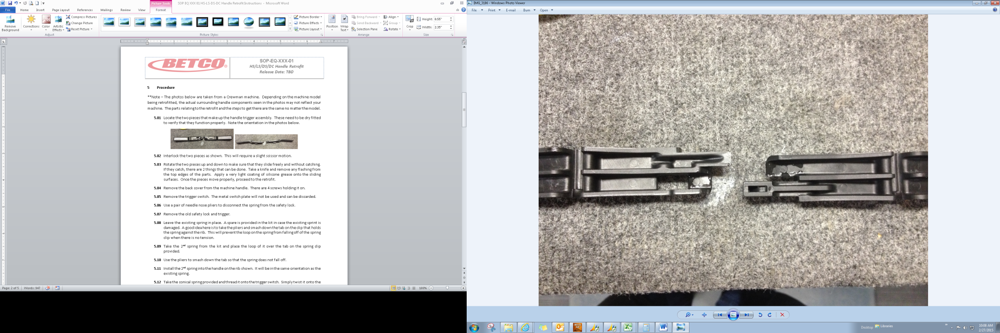 SOP EQ XXX 01 HS-LS-DS-DC Handle Retrofit Instructions - Microsoft Word
Picture Tools
File Home Insert Page Layout References Mailings Review View Format
Remove Background
Corrections
Color
Artistic Effects
Compress Pictures
Change Picture
Reset Picture
Adjust
Picture Styles
Picture Border
Picture Effects
Picture Layout
Position
Wrap Text
Bring Forward
Send Backward
Selection Pane
Align
Group
Rotate
Arrange
Crop
Height: 0.55"
Width: 2.35"
Size
BETCO®
SOP-EQ-XXX-01
HS/LS/DS/DC Handle Retrofit
Release Date: TBD
5 Procedure
**Note – The photos below are taken from a Crewman machine. Depending on the machine model
being retrofitted, the actual surrounding handle components seen in the photos may not reflect your
machine. The parts relating to the retrofit and the steps to get there are the same no matter the model.
5.01 Locate the two pieces that make up the handle trigger assembly. These need to be dry fitted
to verify that they function properly. Note the orientation in the photos below.
5.02 Interlock the two pieces as shown. This will require a slight scissor motion.
5.03 Rotate the two pieces up and down to make sure that they slide freely and without catching.
If they catch, there are 2 things that can be done. Take a knife and remove any flashing from
the top edges of the parts. Apply a very light coating of silicone grease onto the sliding
surfaces. Once the pieces move properly, proceed to the retrofit.
5.04 Remove the back cover from the machine handle. There are 4 screws holding it on.
5.05 Remove the trigger switch. The metal switch plate will not be used and can be discarded.
5.06 Use a pair of needle nose pliers to disconnect the spring from the safety lock.
5.07 Remove the old safety lock and trigger.
5.08 Leave the existing spring in place. A spare is provided in the kit in case the existing sprint is
damaged. A good idea here is to take the pliers and smash down the tab on the clip that holds
the spring against the rib. This will prevent the loop on the spring from falling off of the spring
clip when there is no tension.
5.09 Take the 2nd spring from the kit and place the loop of it over the tab on the spring clip
provided.
5.10 Use the pliers to smash down the tab so that the spring does not fall off.
5.11 Install the 2nd spring into the handle on the rib shown. It will be in the same orientation as the
existing spring.
5.12 Take the conical spring provided and thread it onto the trigger switch. Simply twist it onto the
Page: 2 of 5 Words: 947 100%
IMG_3186 - Windows Photo Viewer
File Print E-mail Burn Open
Desktop Libraries
10:08 AM
2/27/2015